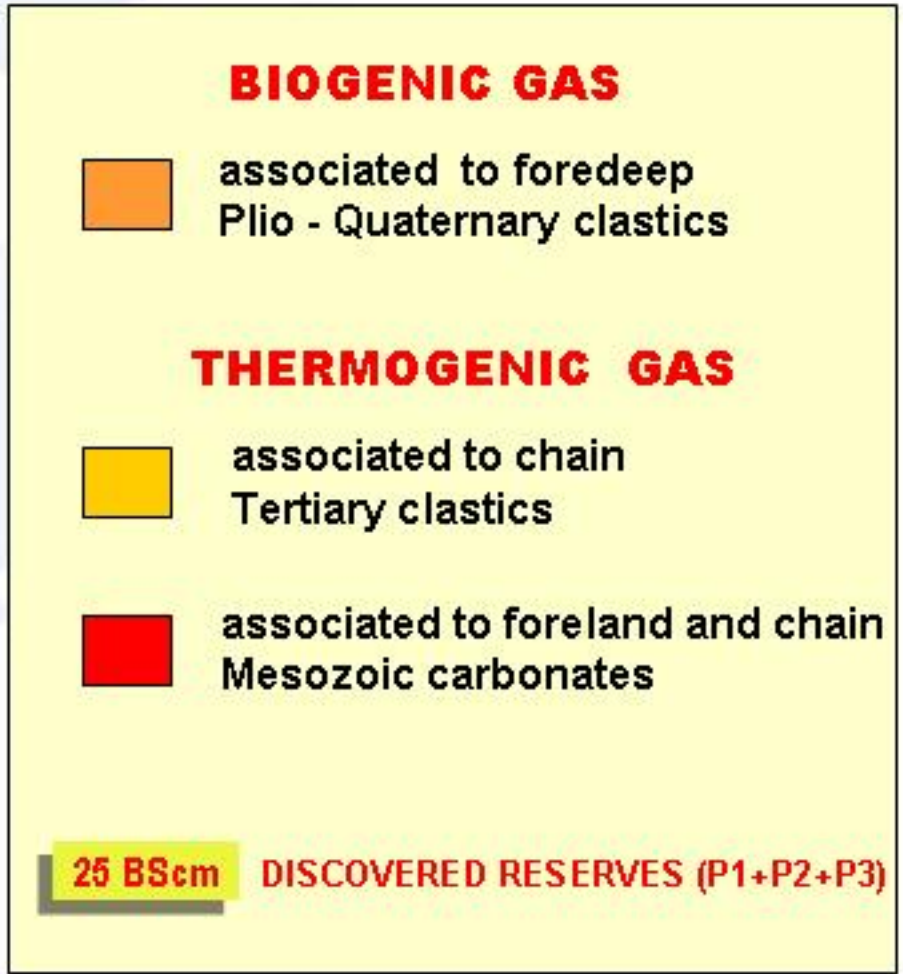 BIOGENIC GAS
associated to foredeep
Plio - Quaternary clastics
THERMOGENIC GAS
associated to chain
Tertiary clastics
associated to foreland and chain
Mesozoic carbonates
25 BScm DISCOVERED RESERVES (P1+P2+P3)